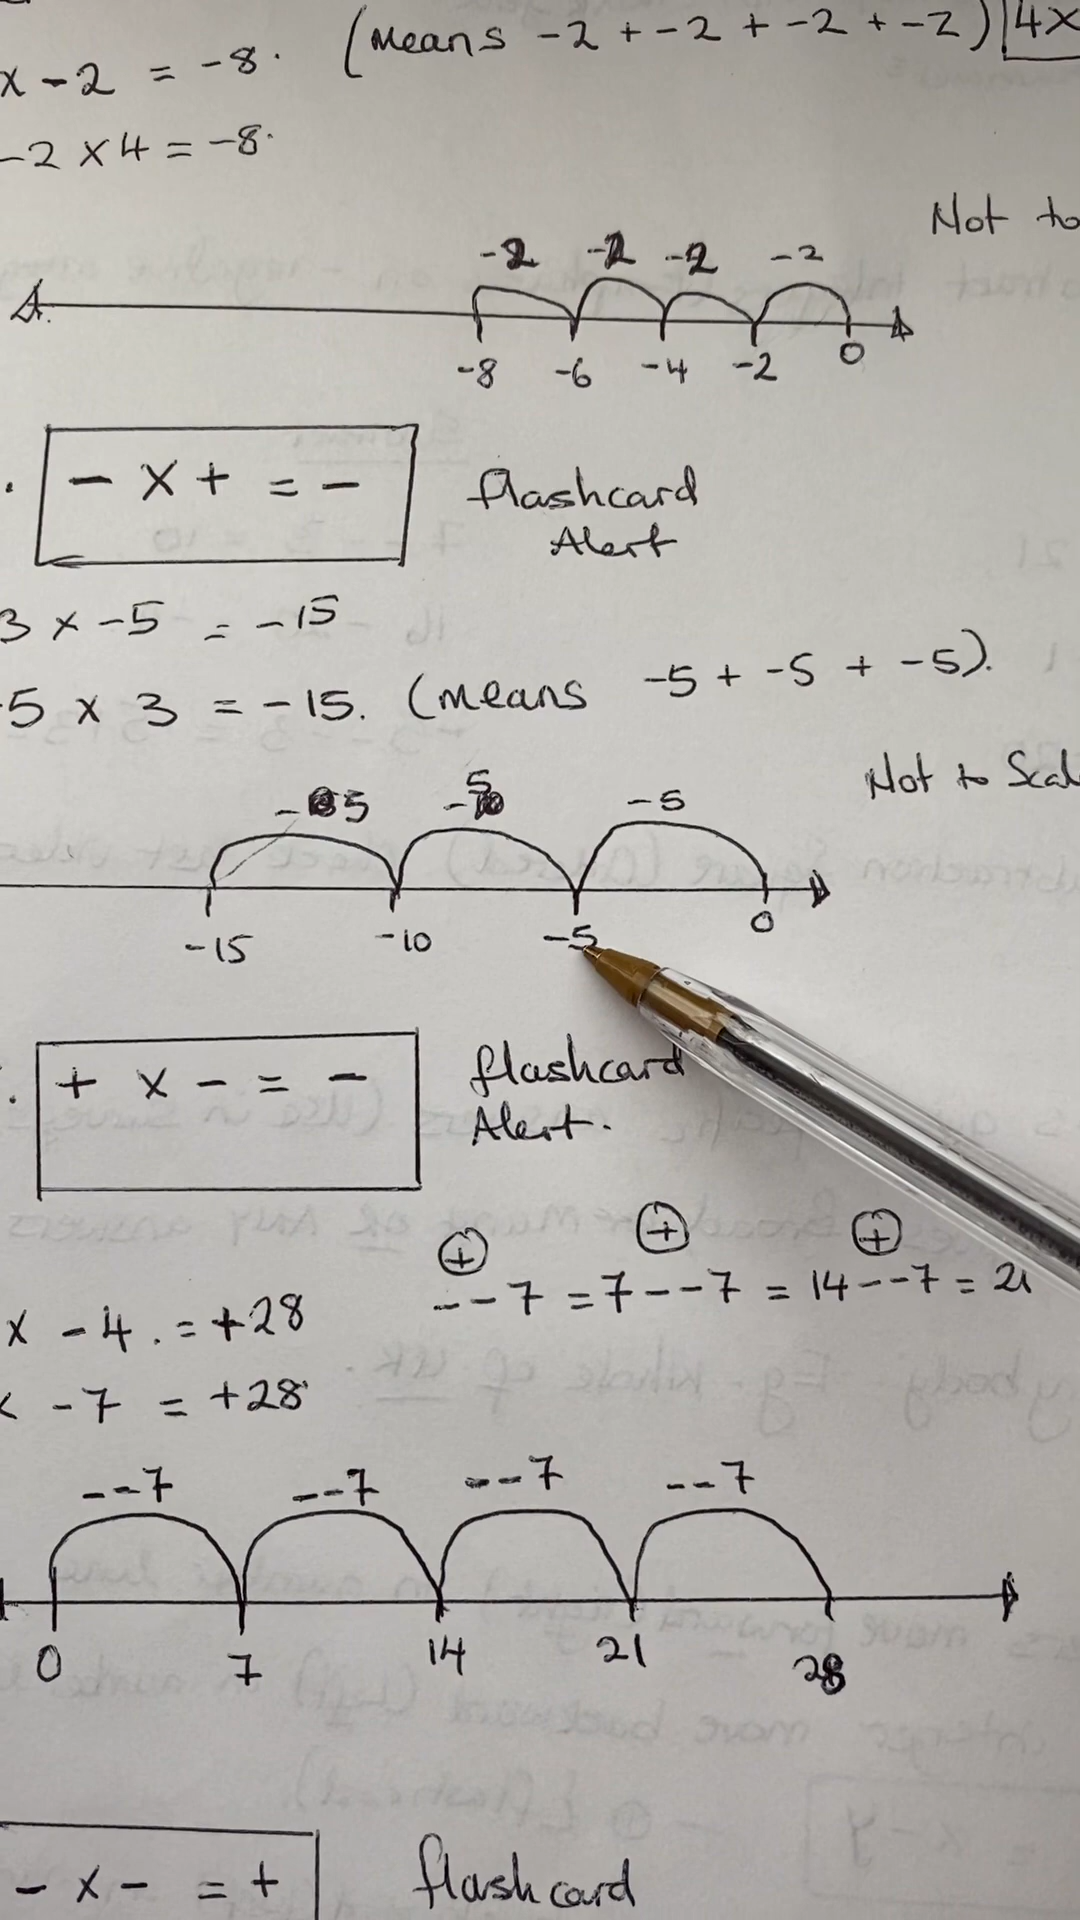 x -2 = -8. (Means -2 + -2 + -2 + -2) 4x
-2 x 4 = -8.
Not to
-2 -2 -2 -2
-8 -6 -4 -2 0
- x + = - flashcard
Alert
3 x -5 = -15
5 x 3 = -15. (means -5 + -5 + -5).
Not to Scal
-5 -5 -5
-15 -10 -5 0
+ x - = - flashcard
Alert.
+ + +
--7 = 7--7 = 14--7 = 21
x -4. = +28
x -7 = +28
--7 --7 --7 --7
0 7 14 21 28
- x - = + flashcard